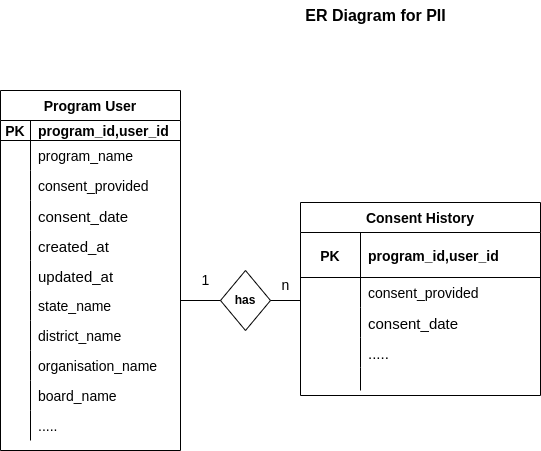 ER Diagram for PII
Program User
PK program_id,user_id
program_name
consent_provided
consent_date
created_at
updated_at
state_name
district_name
organisation_name
board_name
.....
1
has
n
Consent History
PK program_id,user_id
consent_provided
consent_date
.....